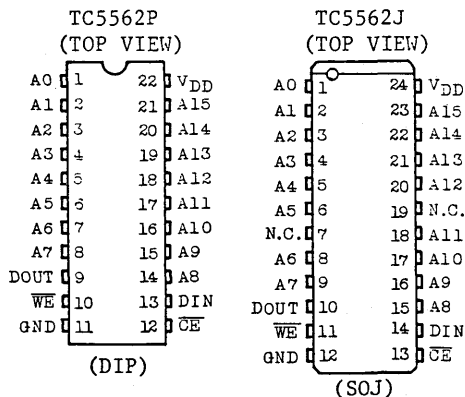 TC5562P
(TOP VIEW)
A0 1 22 VDD
A1 2 21 A15
A2 3 20 A14
A3 4 19 A13
A4 5 18 A12
A5 6 17 A11
A6 7 16 A10
A7 8 15 A9
DOUT 9 14 A8
W̅E̅ 10 13 DIN
GND 11 12 C̅E̅
(DIP)
TC5562J
(TOP VIEW)
A0 1 24 VDD
A1 2 23 A15
A2 3 22 A14
A3 4 21 A13
A4 5 20 A12
A5 6 19 N.C.
N.C. 7 18 A11
A6 8 17 A10
A7 9 16 A9
DOUT 10 15 A8
W̅E̅ 11 14 DIN
GND 12 13 C̅E̅
(SOJ)